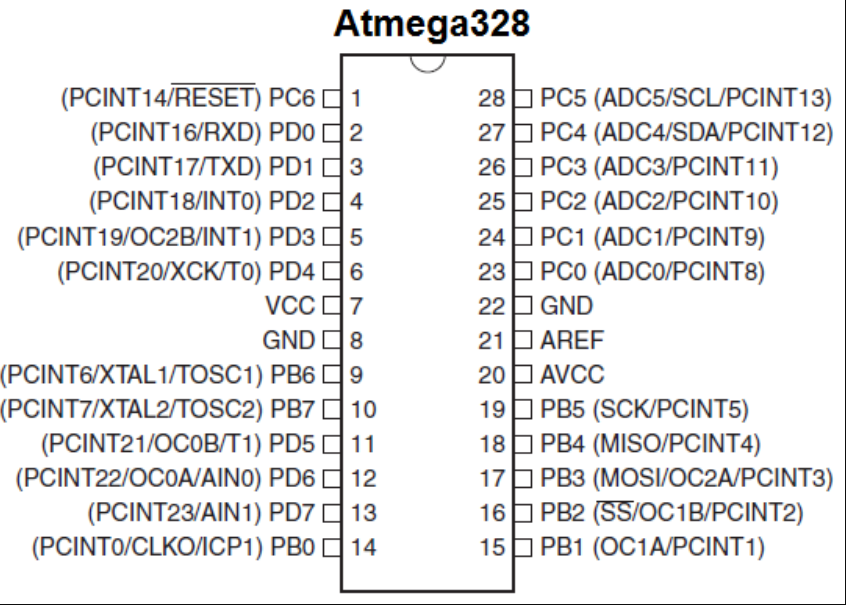 Atmega328
(PCINT14/RESET) PC6 1 28 PC5 (ADC5/SCL/PCINT13)
(PCINT16/RXD) PD0 2 27 PC4 (ADC4/SDA/PCINT12)
(PCINT17/TXD) PD1 3 26 PC3 (ADC3/PCINT11)
(PCINT18/INT0) PD2 4 25 PC2 (ADC2/PCINT10)
(PCINT19/OC2B/INT1) PD3 5 24 PC1 (ADC1/PCINT9)
(PCINT20/XCK/T0) PD4 6 23 PC0 (ADC0/PCINT8)
VCC 7 22 GND
GND 8 21 AREF
(PCINT6/XTAL1/TOSC1) PB6 9 20 AVCC
(PCINT7/XTAL2/TOSC2) PB7 10 19 PB5 (SCK/PCINT5)
(PCINT21/OC0B/T1) PD5 11 18 PB4 (MISO/PCINT4)
(PCINT22/OC0A/AIN0) PD6 12 17 PB3 (MOSI/OC2A/PCINT3)
(PCINT23/AIN1) PD7 13 16 PB2 (SS/OC1B/PCINT2)
(PCINT0/CLKO/ICP1) PB0 14 15 PB1 (OC1A/PCINT1)